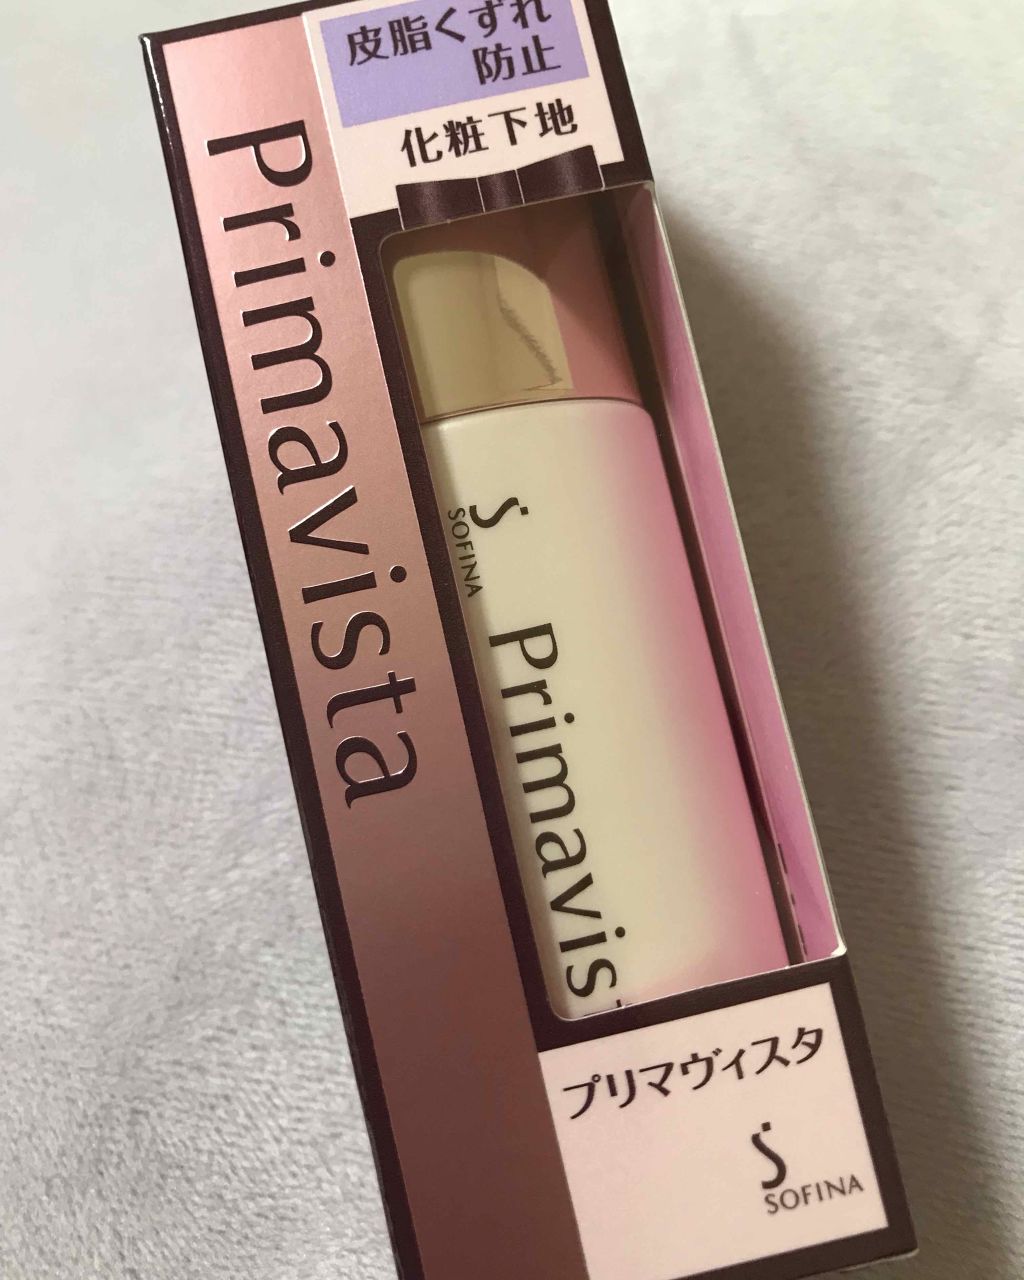 皮脂くずれ
防止
化粧下地
Primavista
SOFINA
Primavis
プリマヴィスタ
SOFINA